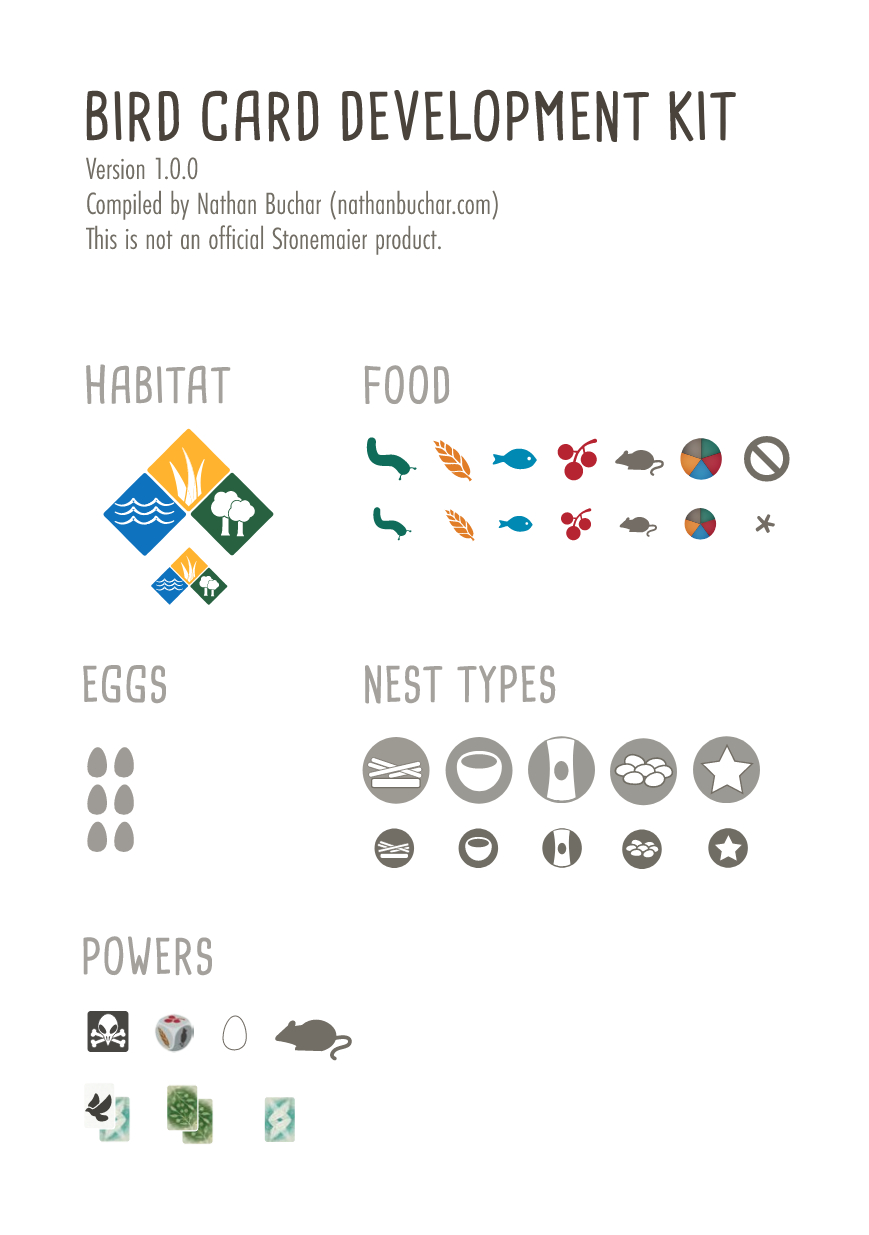 BIRD CARD DEVELOPMENT KIT
Version 1.0.0
Compiled by Nathan Buchar (nathanbuchar.com)
This is not an official Stonemaier product.
HABITAT
FOOD
EGGS
NEST TYPES
POWERS